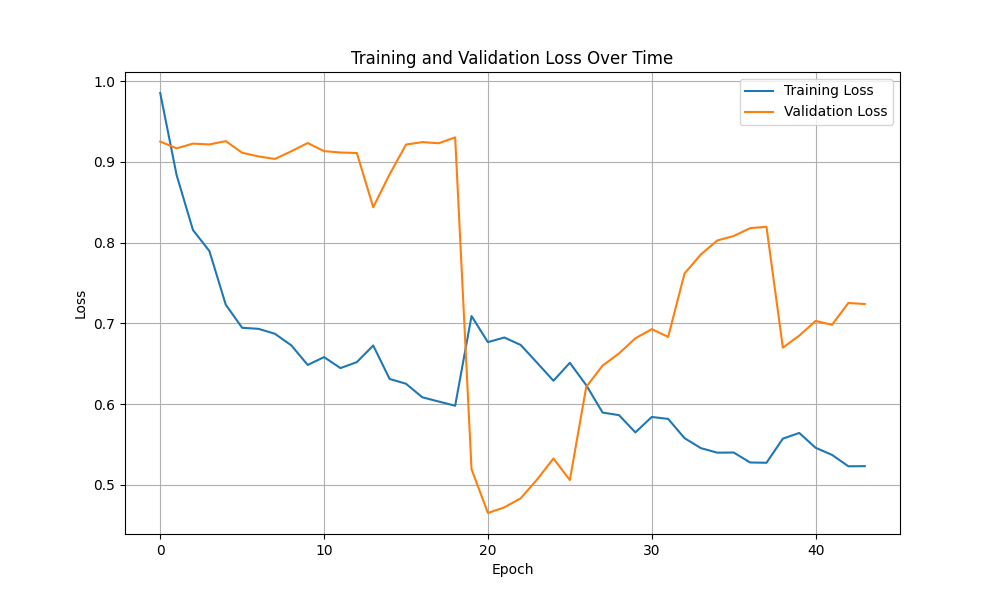 Training and Validation Loss Over Time
Training Loss
Validation Loss
1.0
0.9
0.8
0.7
0.6
0.5
Loss
0 10 20 30 40
Epoch